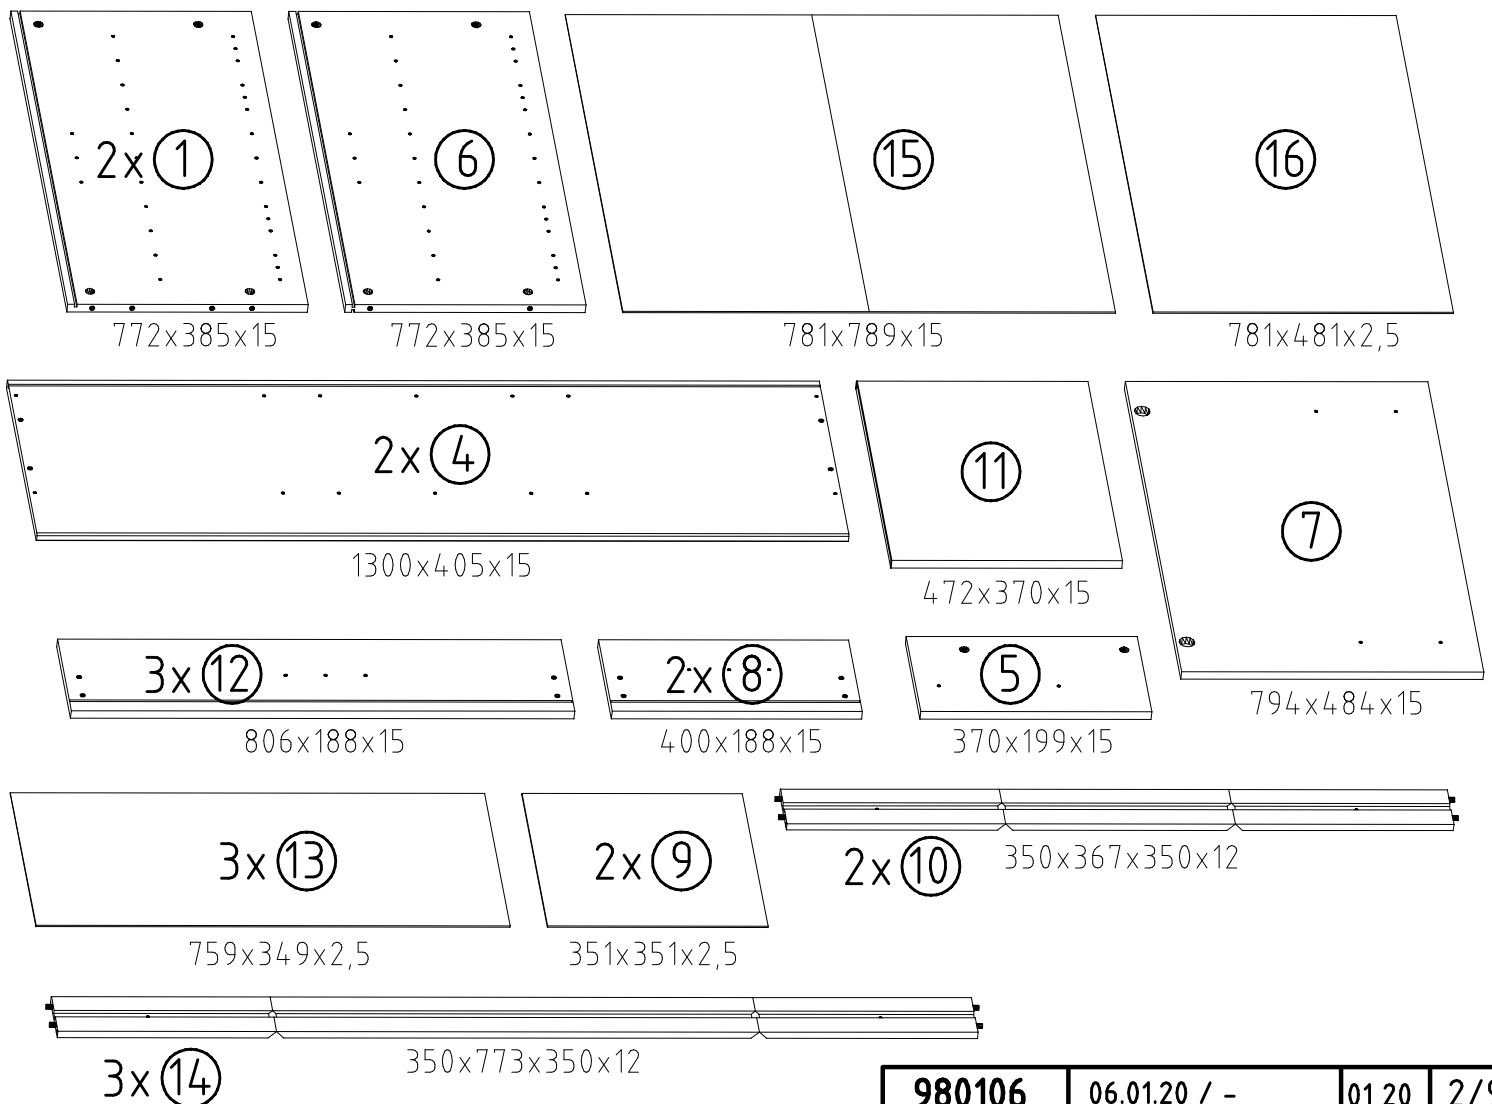 2x 1
6
15
16
772x385x15
772x385x15
781x789x15
781x481x2,5
2x 4
11
7
1300x405x15
472x370x15
3x 12
2x 8
5
794x484x15
806x188x15
400x188x15
370x199x15
3x 13
2x 9
2x 10
350x367x350x12
759x349x2,5
351x351x2,5
3x 14
350x773x350x12
980106
06.01.20 / -
01 20
2/9